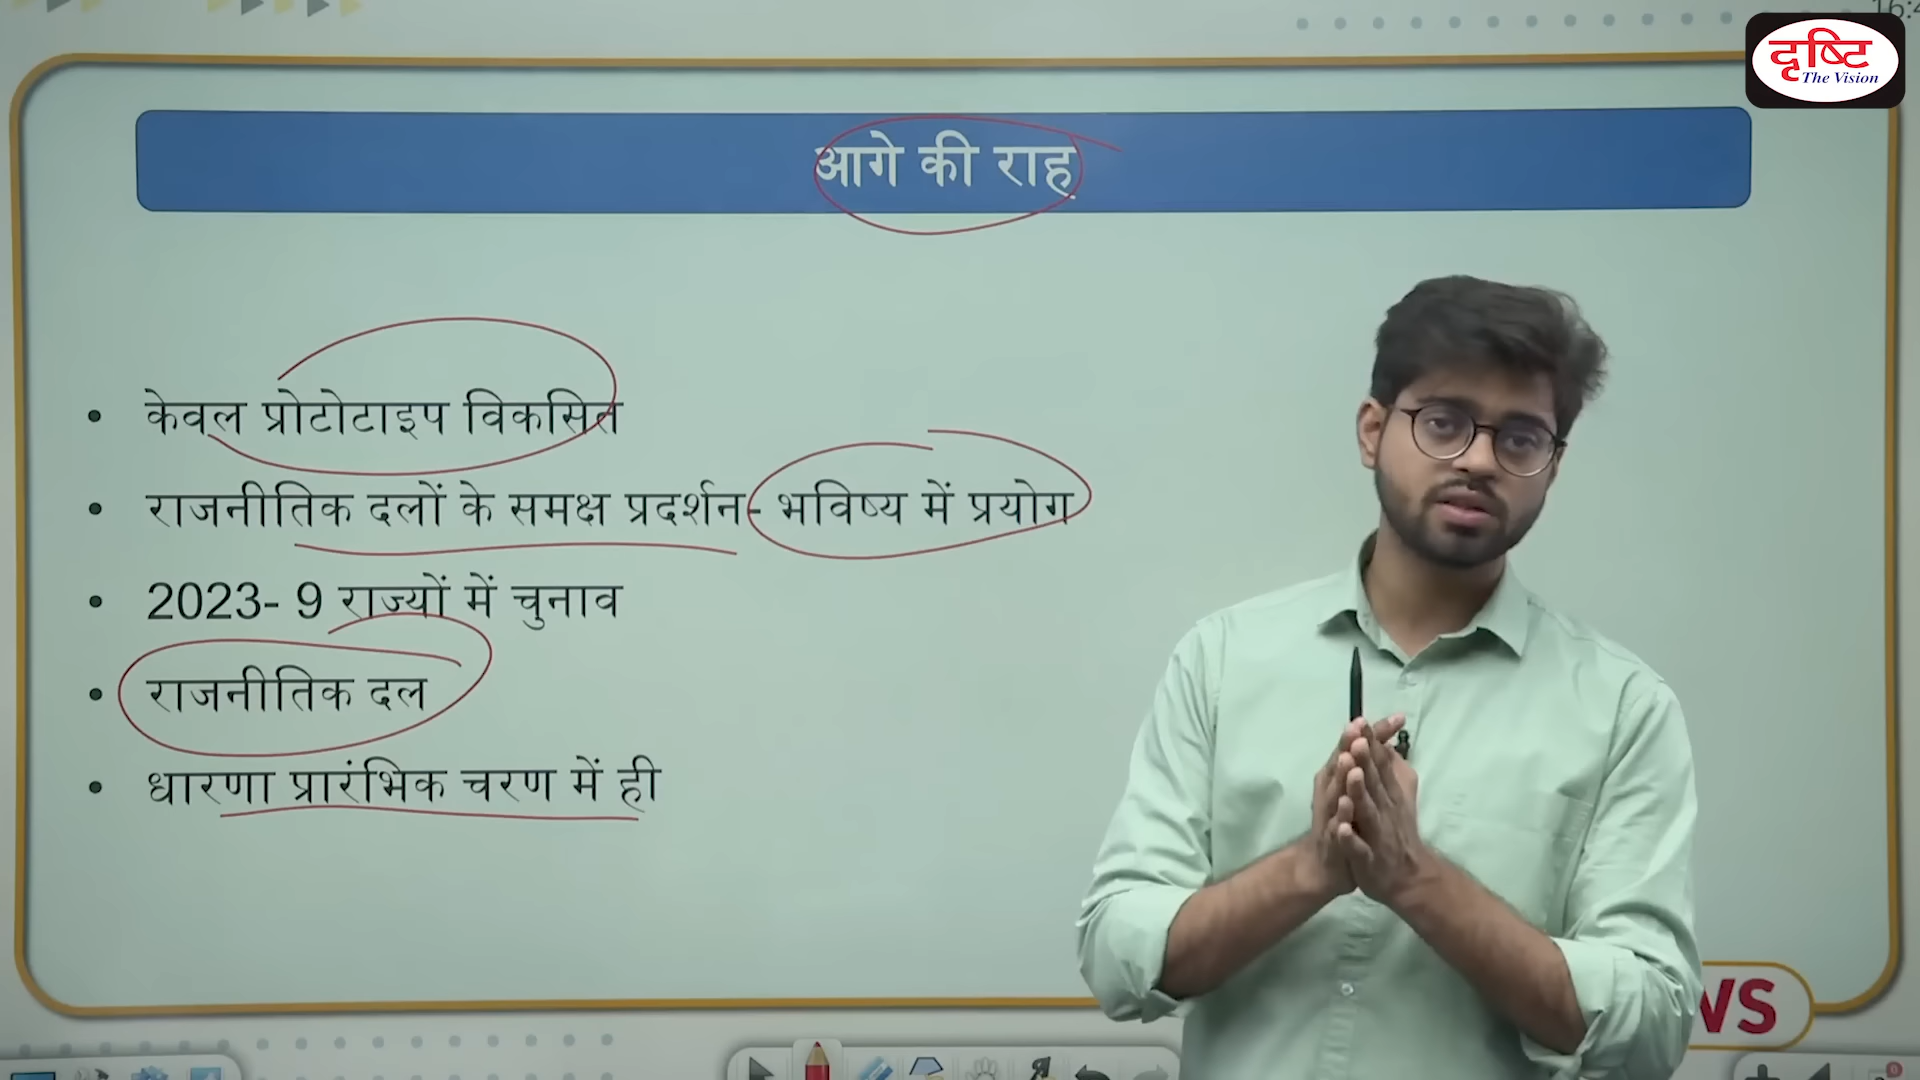 दृष्टि
The Vision
आगे की राह
• केवल प्रोटोटाइप विकसित
• राजनीतिक दलों के समक्ष प्रदर्शन- भविष्य में प्रयोग
• 2023- 9 राज्यों में चुनाव
• राजनीतिक दल
• धारणा प्रारंभिक चरण में ही